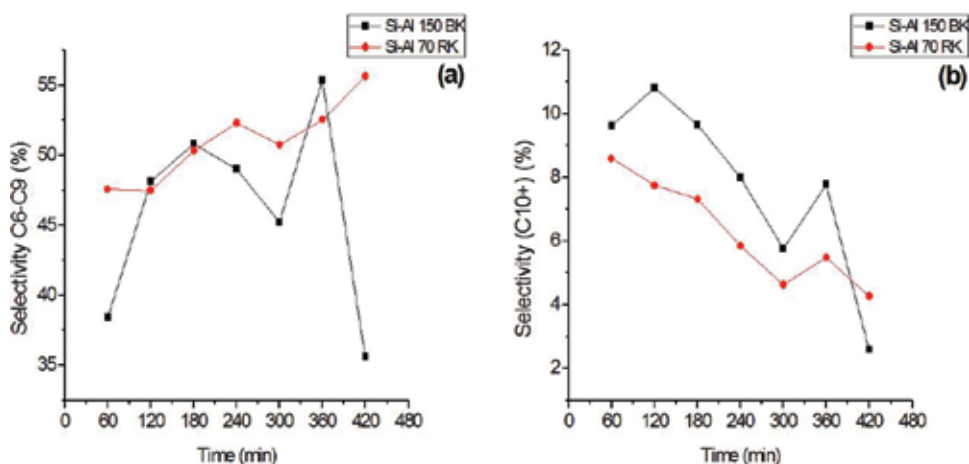 Si-Al 150 BK
Si-Al 70 RK
(a)
Selectivity C6-C9 (%)
55
50
45
40
35
0 60 120 180 240 300 360 420 480
Time (min)
Si-Al 150 BK
Si-Al 70 RK
(b)
Selectivity (C10+) (%)
12
10
8
6
4
2
0 60 120 180 240 300 360 420 480
Time (min)